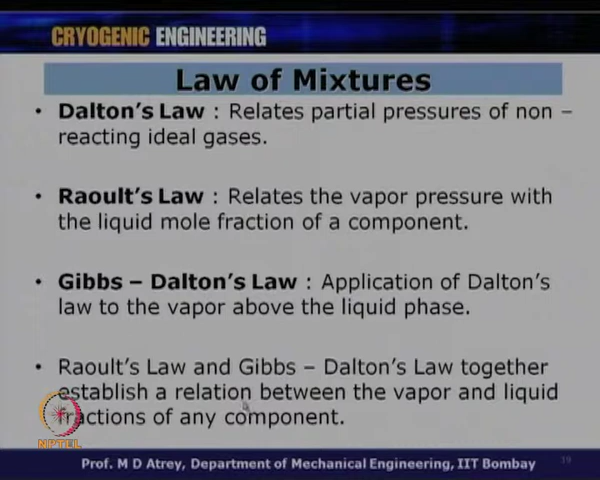 CRYOGENIC ENGINEERING
Law of Mixtures
• Dalton's Law : Relates partial pressures of non –
reacting ideal gases.
• Raoult's Law : Relates the vapor pressure with
the liquid mole fraction of a component.
• Gibbs – Dalton's Law : Application of Dalton's
law to the vapor above the liquid phase.
• Raoult's Law and Gibbs – Dalton's Law together
establish a relation between the vapor and liquid
fractions of any component.
NPTEL
Prof. M D Atrey, Department of Mechanical Engineering, IIT Bombay
39